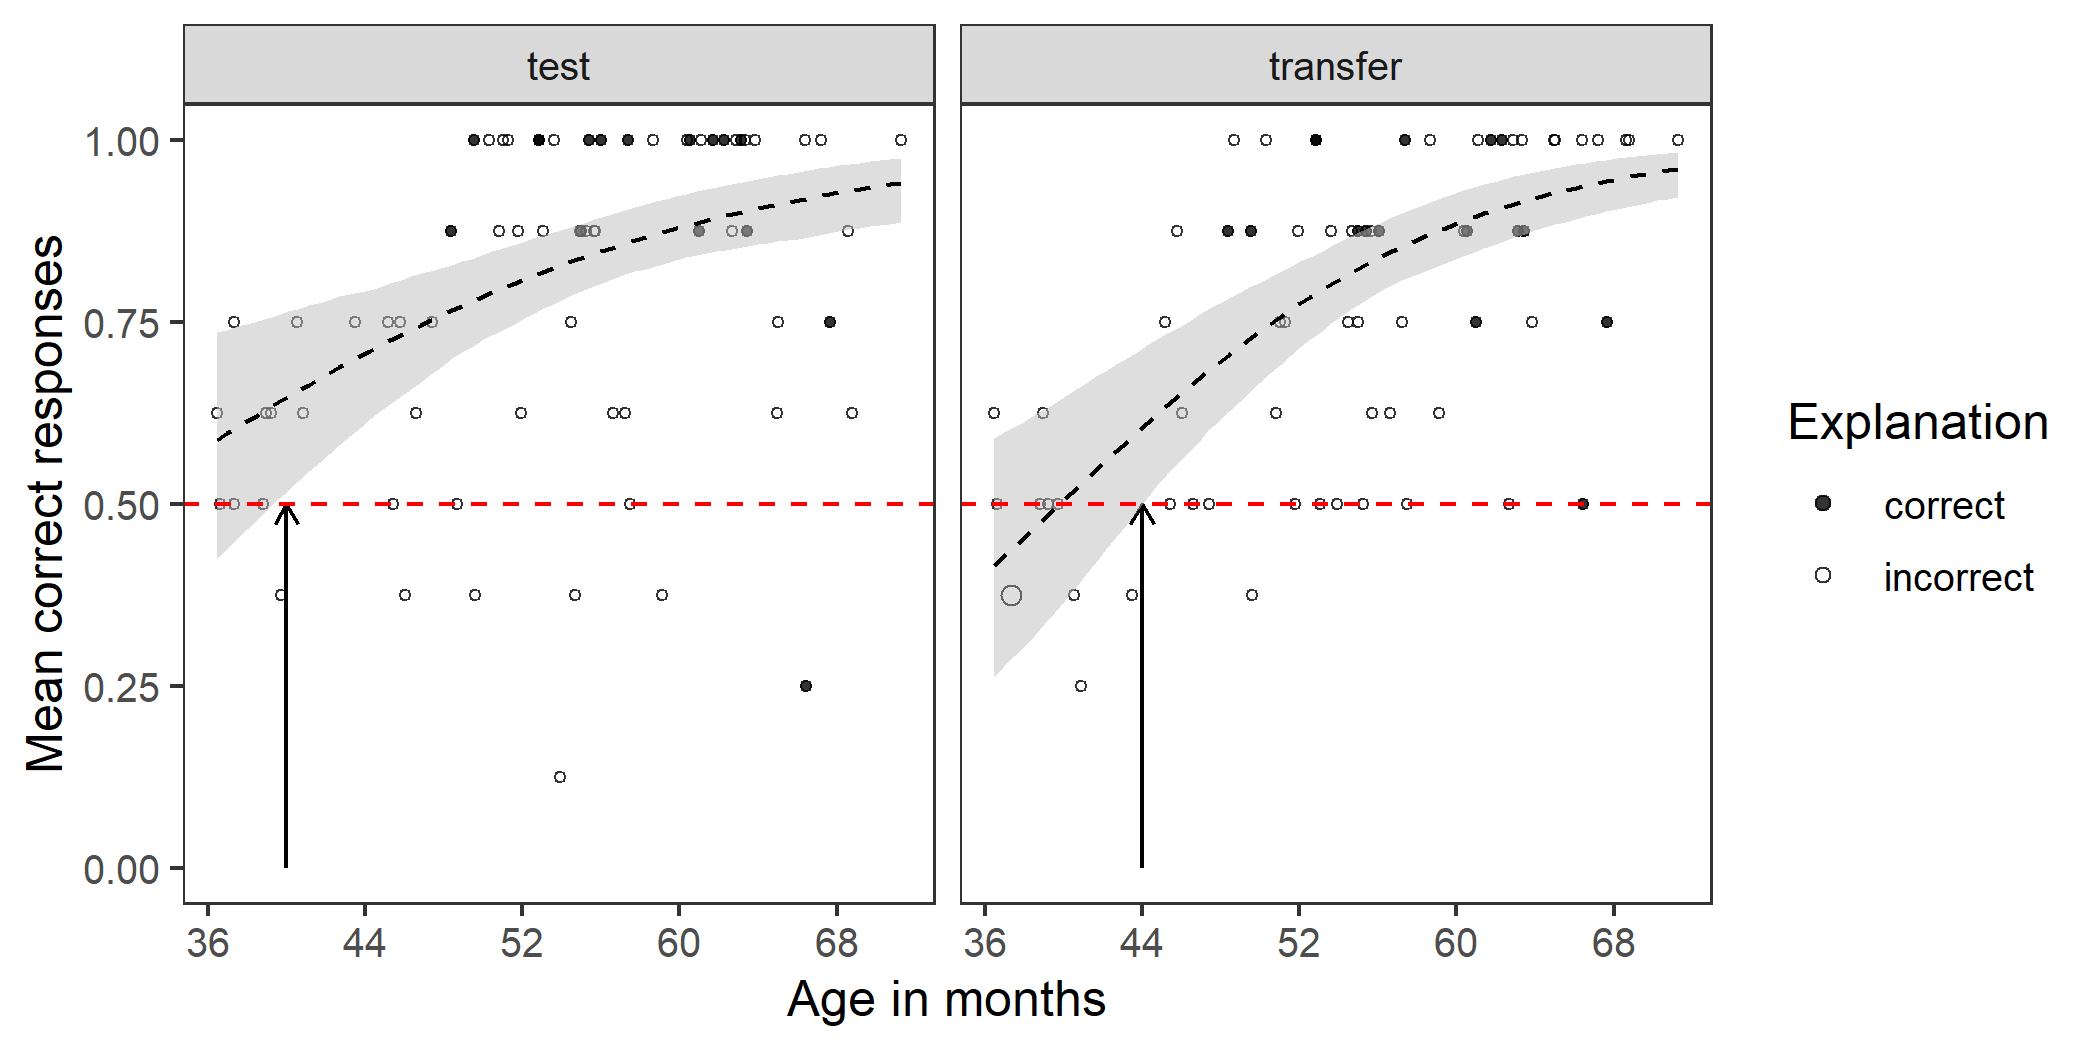 test
transfer
1.00
0.75
0.50
0.25
0.00
Mean correct responses
36 44 52 60 68
36 44 52 60 68
Age in months
Explanation
correct
incorrect